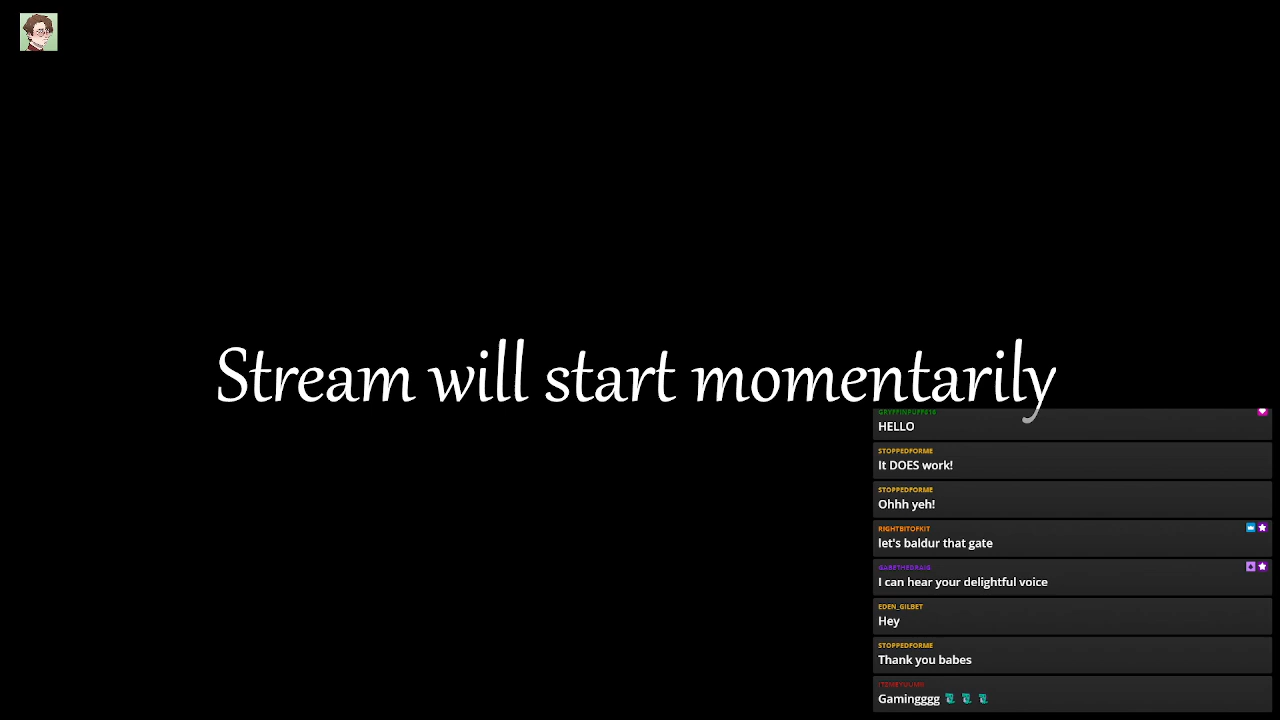 Stream will start momentarily
HELLO
STOPPEDFORME
It DOES work!
STOPPEDFORME
Ohhh yeh!
RIGHTBITOFKIT
let's baldur that gate
GABETHEDRAIG
I can hear your delightful voice
EDEN_GILBET
Hey
STOPPEDFORME
Thank you babes
Gamingggg